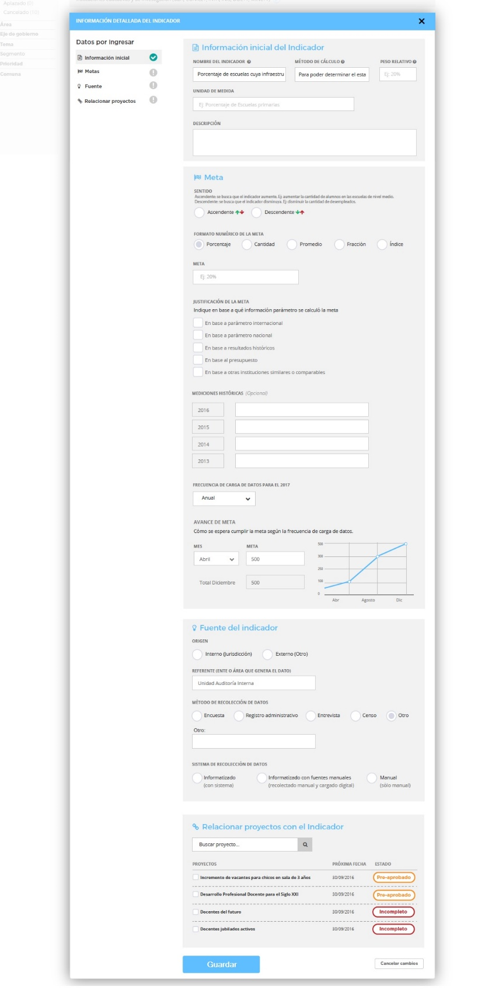 Aplazado (0)
Cancelado (10)
Área
Eje de gobierno
Tema
Segmento
Prioridad
Comuna
INFORMACIÓN DETALLADA DEL INDICADOR
Datos por ingresar
Información inicial
Metas
Fuente
Relacionar proyectos
Información inicial del Indicador
NOMBRE DEL INDICADOR MÉTODO DE CÁLCULO PESO RELATIVO
Porcentaje de escuelas cuya infraestru Para poder determinar el esta Ej: 20%
UNIDAD DE MEDIDA
Ej: Porcentaje de Escuelas primarias
DESCRIPCIÓN
Meta
SENTIDO
Ascendente: se busca que el indicador aumente. Ej: aumentar la cantidad de alumnos en las escuelas de nivel medio.
Descendente: se busca que el indicador disminuya. Ej: disminuir la cantidad de desempleados.
Ascendente Descendente
FORMATO NUMÉRICO DE LA META
Porcentaje Cantidad Promedio Fracción Índice
META
Ej: 20%
JUSTIFICACIÓN DE LA META
Indique en base a qué información parámetro se calculó la meta
En base a parámetro internacional
En base a parámetro nacional
En base a resultados históricos
En base al presupuesto
En base a otras instituciones similares o comparables
MEDICIONES HISTÓRICAS (Opcional)
2016
2015
2014
2013
FRECUENCIA DE CARGA DE DATOS PARA EL 2017
Anual
AVANCE DE META
Cómo se espera cumplir la meta según la frecuencia de carga de datos.
MES META
Abril 500
Total Diciembre 500
500
300
250
100
0
Abr Agosto Dic
Fuente del indicador
ORIGEN
Interno (Jurisdicción) Externo (Otro)
REFERENTE (ENTE O ÁREA QUE GENERA EL DATO)
Unidad Auditoría Interna
MÉTODO DE RECOLECCIÓN DE DATOS
Encuesta Registro administrativo Entrevista Censo Otro
Otro:
SISTEMA DE RECOLECCIÓN DE DATOS
Informatizado Informatizado con fuentes manuales Manual
(con sistema) (recolectado manual y cargado digital) (sólo manual)
Relacionar proyectos con el Indicador
Buscar proyecto...
PROYECTOS PRÓXIMA FECHA ESTADO
Incremento de vacantes para chicos en sala de 3 años 30/09/2016 Pre-aprobado
Desarrollo Profesional Docente para el Siglo XXI 30/09/2016 Pre-aprobado
Docentes del futuro 30/09/2016 Incompleto
Docentes jubilados activos 30/09/2016 Incompleto
Guardar Cancelar cambios